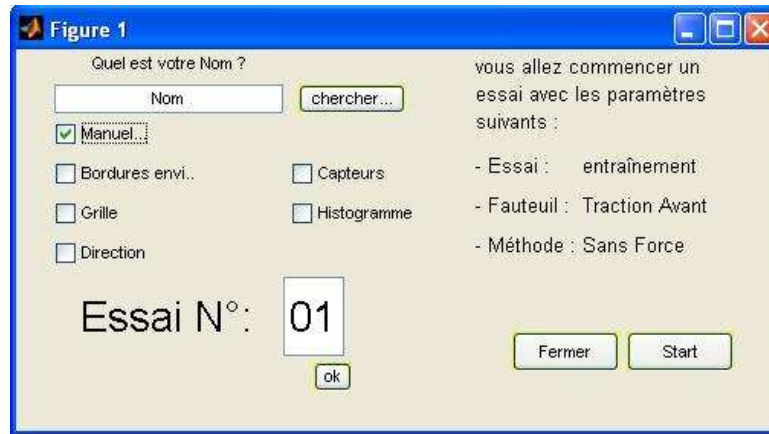 Figure 1
Quel est votre Nom ?
Nom
chercher...
Manuel...
Bordures envi..
Capteurs
Grille
Histogramme
Direction
Essai N°: 01
ok
vous allez commencer un
essai avec les paramètres
suivants :
- Essai : entraînement
- Fauteuil : Traction Avant
- Méthode : Sans Force
Fermer
Start